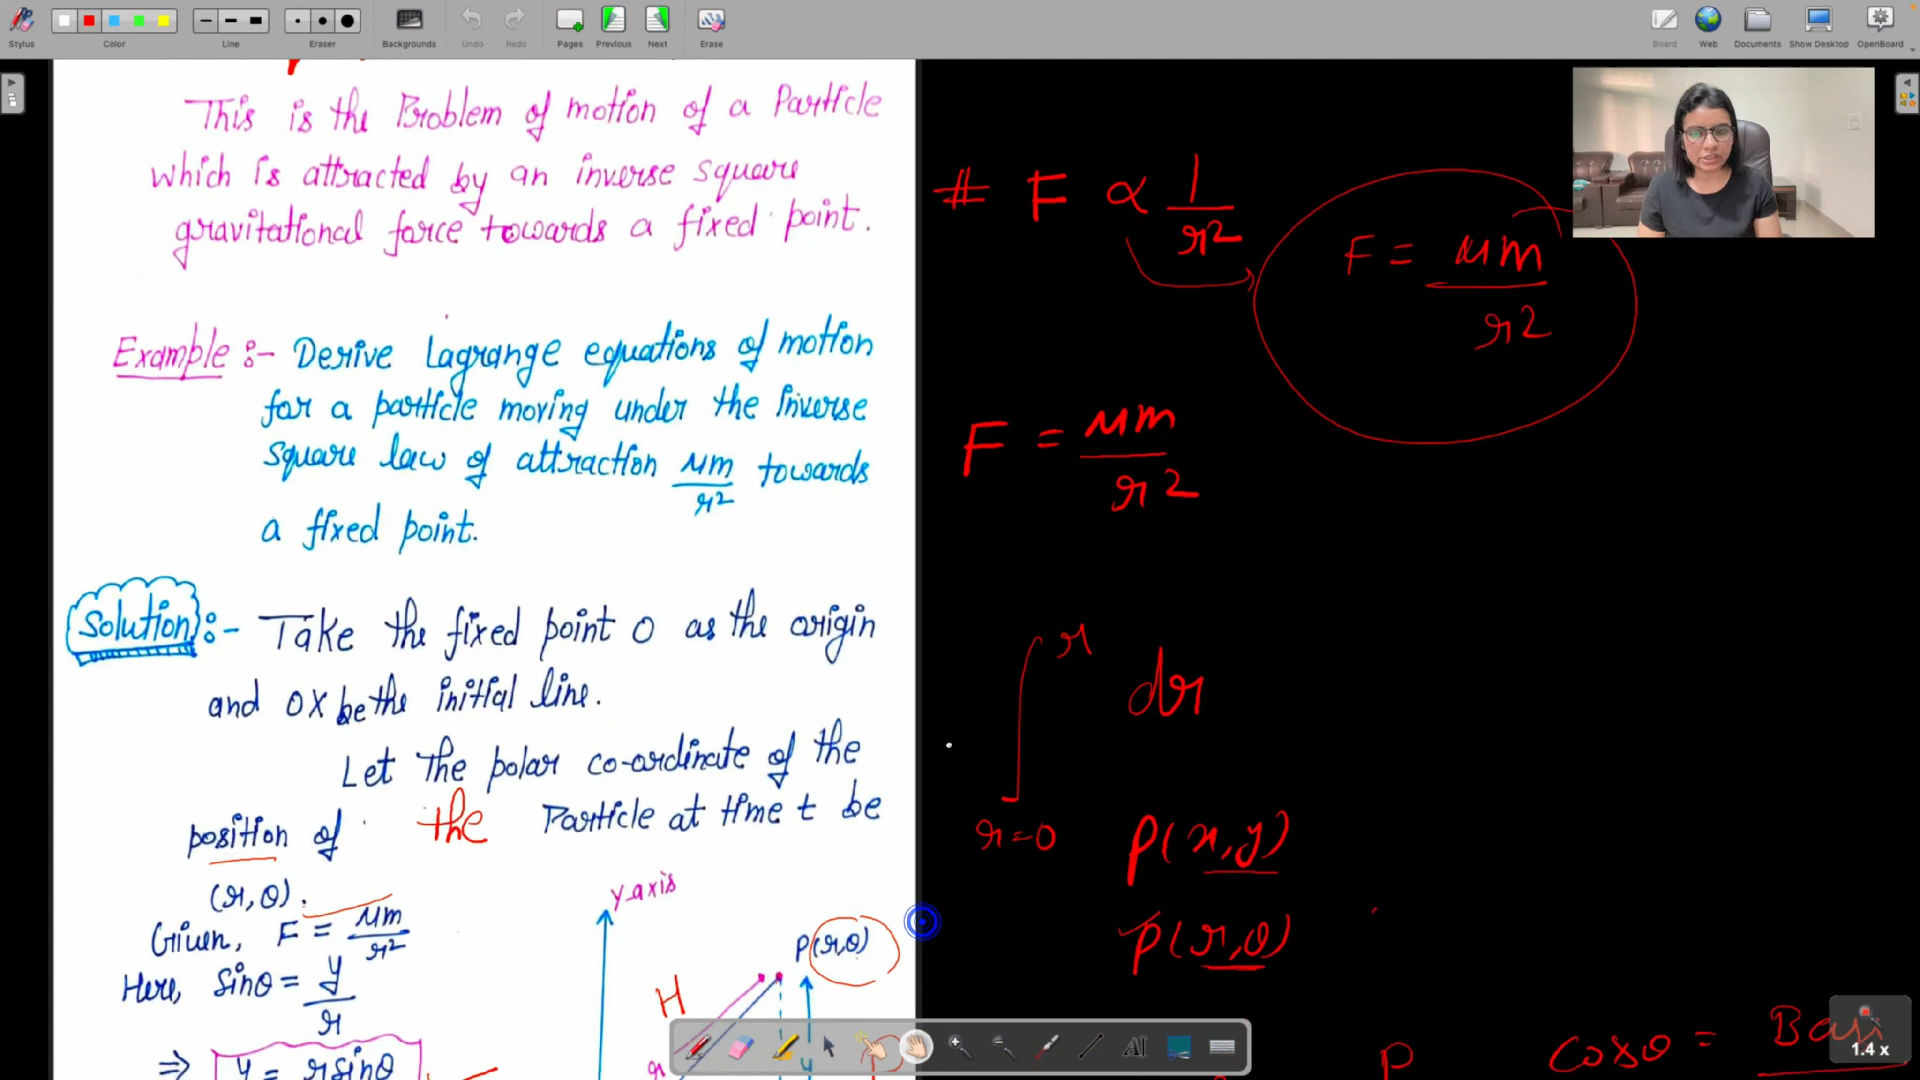 Stylus
Color
Line
Eraser
Backgrounds
Undo
Redo
Pages
Previous
Next
Erase
Board
Web
Documents
Show Desktop
OpenBoard
This is the Problem of motion of a Particle
which is attracted by an inverse square
gravitational force towards a fixed point.
Example :- Derive Lagrange equations of motion
for a particle moving under the inverse
square law of attraction μm/r² towards
a fixed point.
Solution :- Take the fixed point O as the origin
and OX be the initial line.
Let the polar co-ordinate of the
position of the Particle at time t be
(r,θ).
Given, F = μm/r²
Here, sinθ = y/r
⇒ y = r sinθ
y-axis
P(r,θ)
H
r
y
# F ∝ 1/r²
F = μm/r²
F = μm/r²
∫ r dr
r=0
P(x,y)
P(r,θ)
P
cosθ =
AI
1.4 x